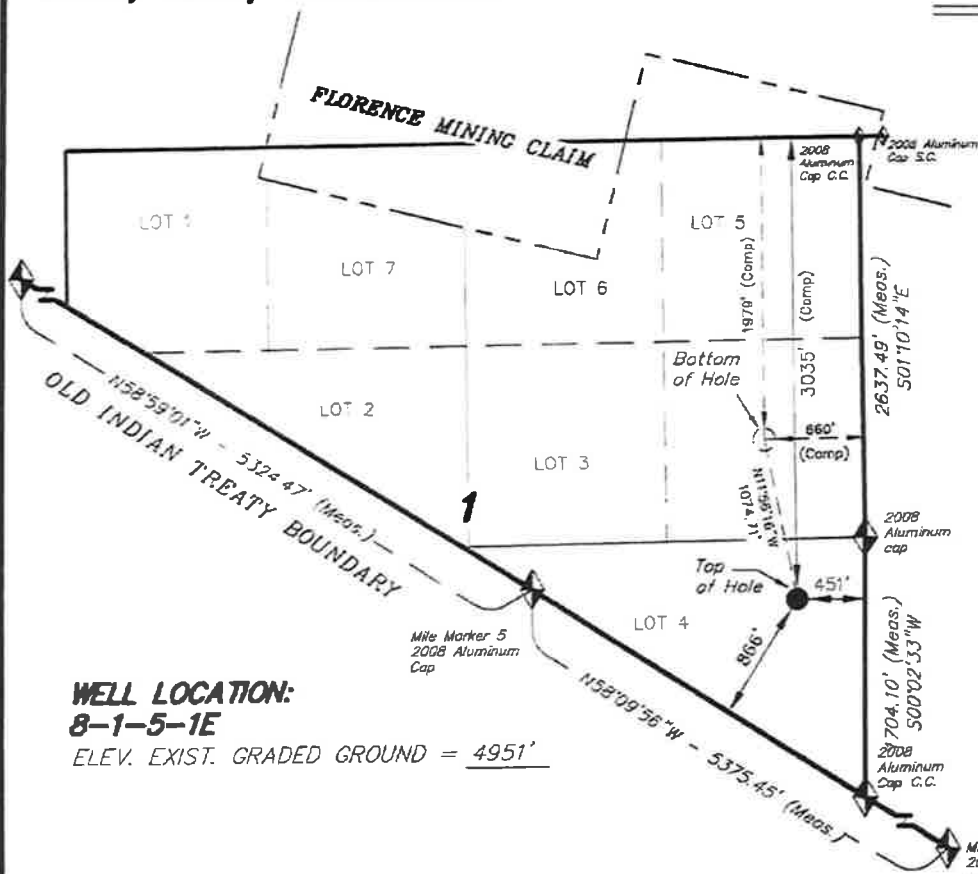 FLORENCE MINING CLAIM
2008 Aluminum Cap C.C.
2008 Aluminum Cap S.C.
LOT 1
LOT 7
LOT 6
LOT 5
1979' (Comp)
3035' (Comp)
2637.49' (Meas.)
S01°10'14"E
Bottom of Hole
660'
(Comp)
LOT 2
LOT 3
N58°59'01"W - 5324.47' (Meas.)
OLD INDIAN TREATY BOUNDARY
1
N11°56'16"W
1074.71'
2008
Aluminum
cap
Top of Hole
451'
LOT 4
866'
Mile Marker 5
2008 Aluminum
Cap
704.10' (Meas.)
S00°02'33"W
N58°09'56"W - 5375.45' (Meas.)
2008
Aluminum
Cap C.C.
WELL LOCATION:
8-1-5-1E
ELEV. EXIST. GRADED GROUND = 4951'